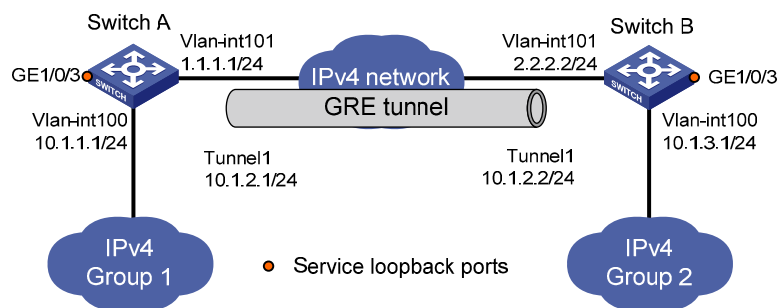 Switch A
Switch B
Vlan-int101
1.1.1.1/24
Vlan-int101
2.2.2.2/24
GE1/0/3
SWITCH
IPv4 network
SWITCH
GE1/0/3
GRE tunnel
Vlan-int100
10.1.1.1/24
Vlan-int100
10.1.3.1/24
Tunnel1
10.1.2.1/24
Tunnel1
10.1.2.2/24
IPv4
Group 1
Service loopback ports
IPv4
Group 2